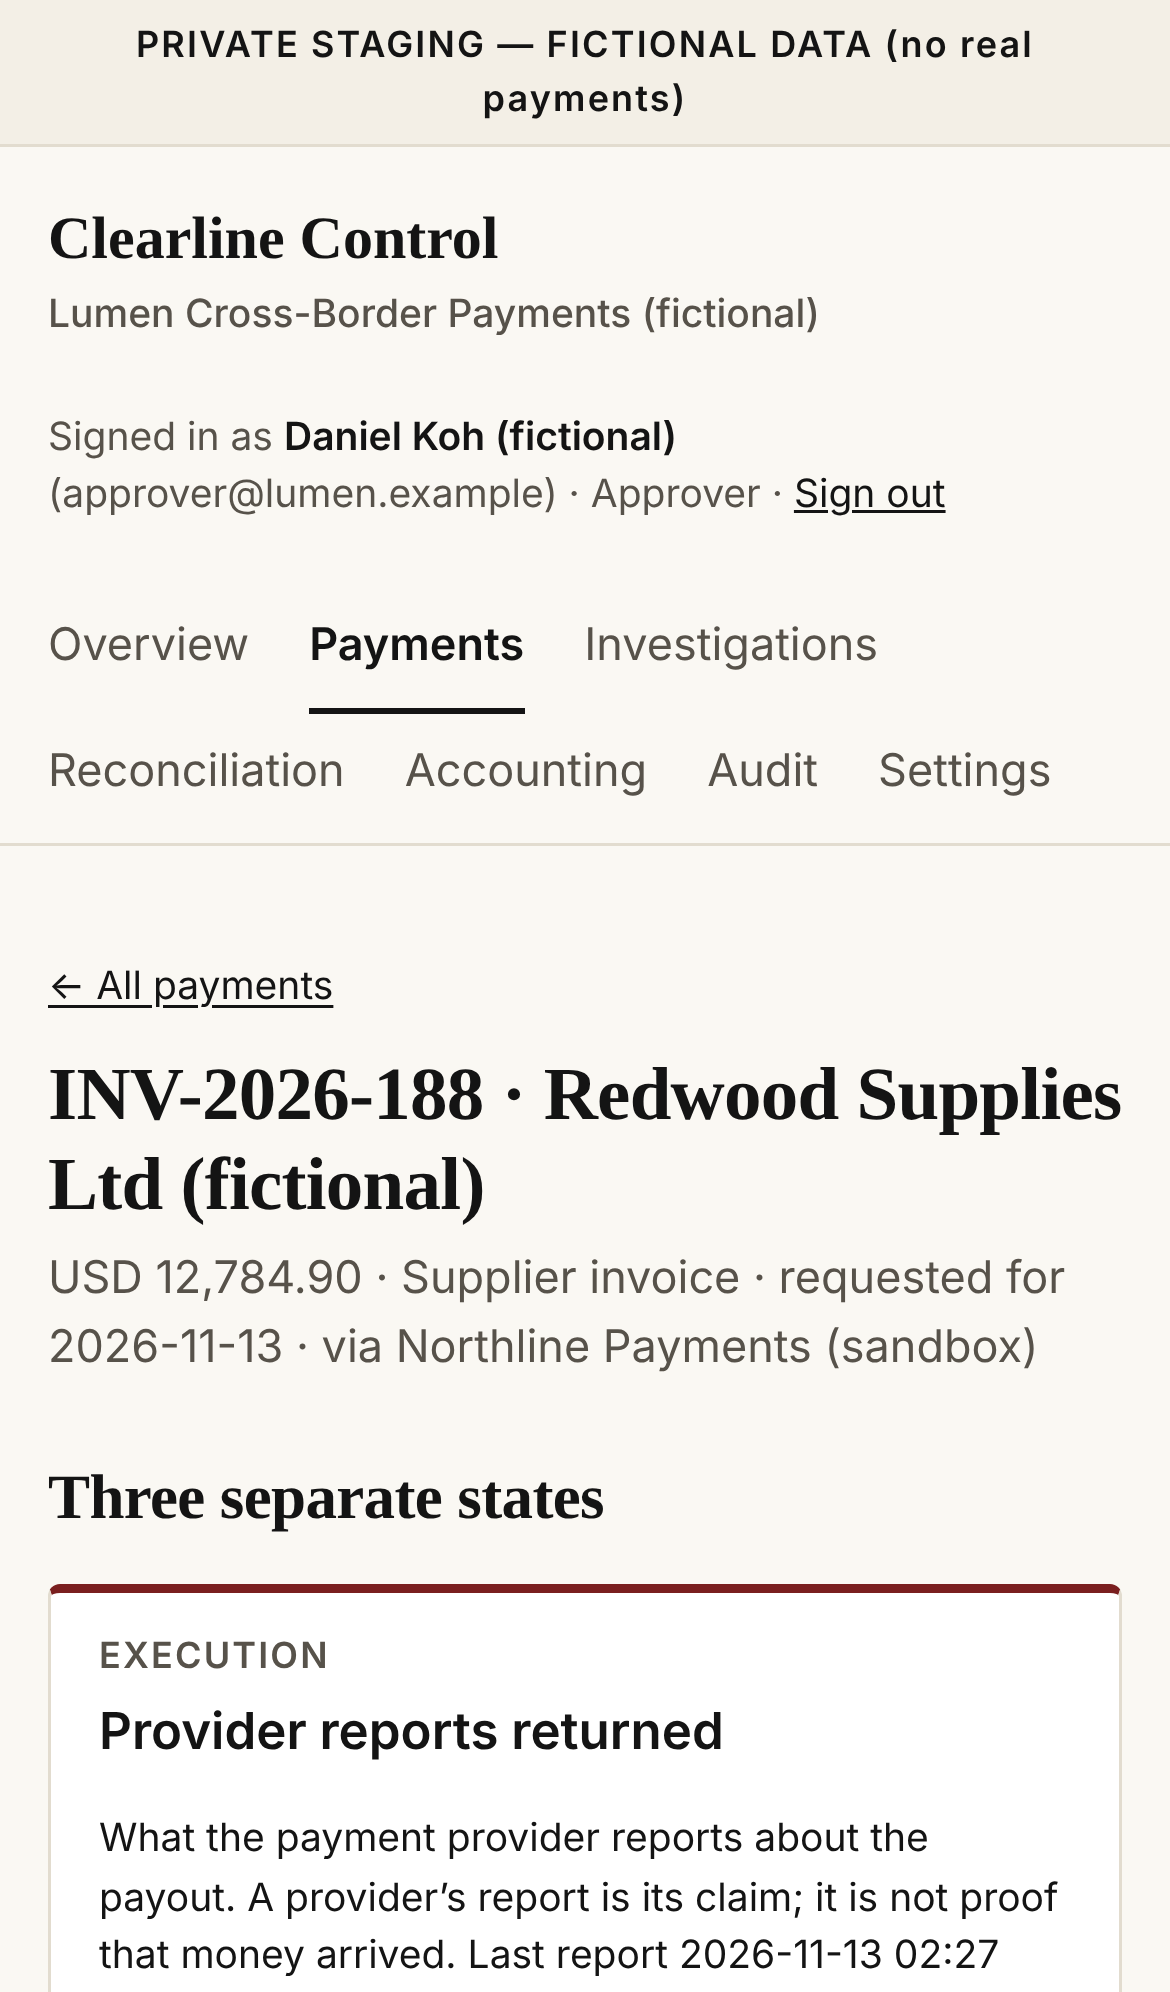 PRIVATE STAGING — FICTIONAL DATA (no real
payments)
Clearline Control
Lumen Cross-Border Payments (fictional)
Signed in as Daniel Koh (fictional)
(approver@lumen.example) · Approver · Sign out
Overview Payments Investigations
Reconciliation Accounting Audit Settings
← All payments
INV-2026-188 · Redwood Supplies
Ltd (fictional)
USD 12,784.90 · Supplier invoice · requested for
2026-11-13 · via Northline Payments (sandbox)
Three separate states
EXECUTION
Provider reports returned
What the payment provider reports about the
payout. A provider’s report is its claim; it is not proof
that money arrived. Last report 2026-11-13 02:27